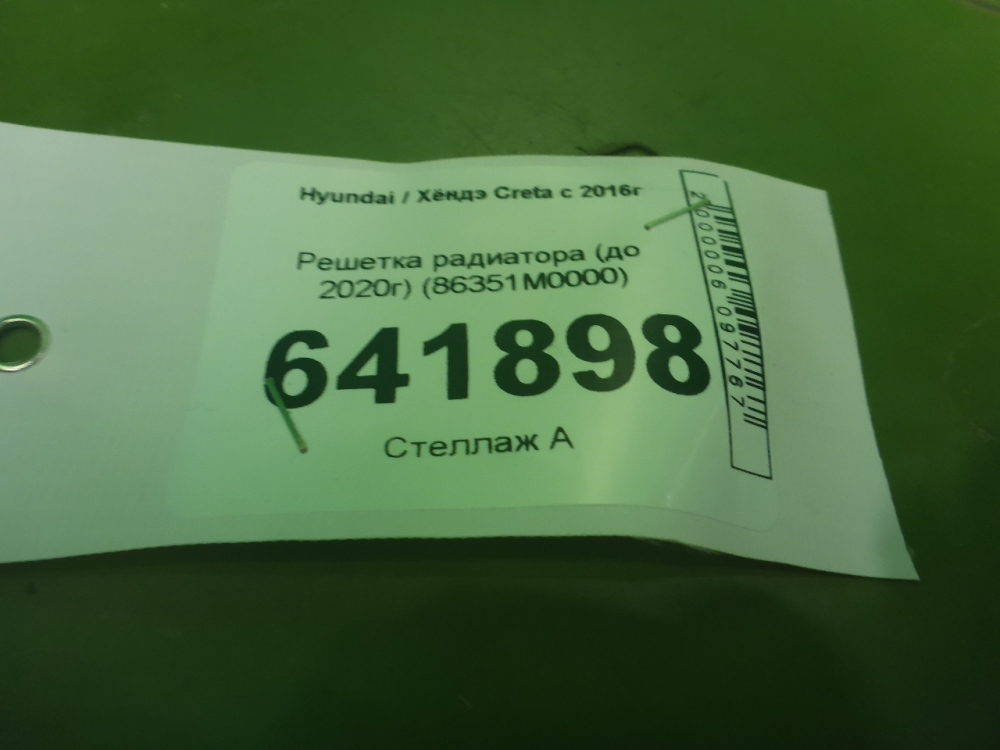 Hyundai / Хёндэ Creta с 2016г
Решетка радиатора (до
2020г) (86351M0000)
641898
Стеллаж А
2000006097767